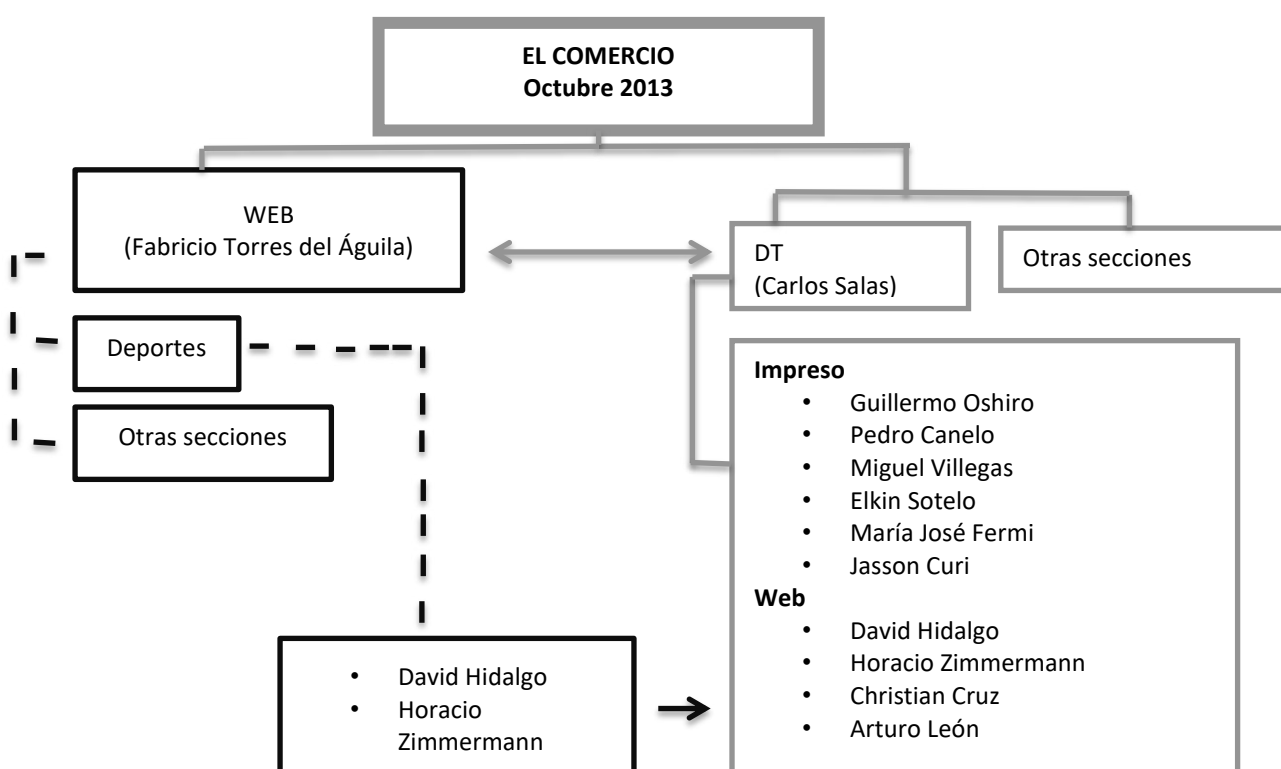 EL COMERCIO
Octubre 2013
WEB
(Fabricio Torres del Águila)
DT
(Carlos Salas)
Otras secciones
Deportes
Otras secciones
Impreso
• Guillermo Oshiro
• Pedro Canelo
• Miguel Villegas
• Elkin Sotelo
• María José Fermi
• Jasson Curi
Web
• David Hidalgo
• Horacio Zimmermann
• Christian Cruz
• Arturo León
• David Hidalgo
• Horacio
Zimmermann